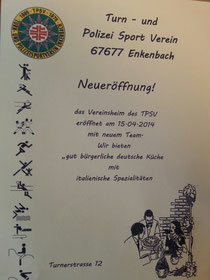 Turn - und
Polizei Sport Verein
67677 Enkenbach
Neueröffnung!
das Vereinsheim des TPSV
eröffnet am 15-04-2014
mit neuem Team.
Wir bieten
„gut bürgerliche deutsche Küche
mit
italienische Spezialitäten
Turnerstrasse 12